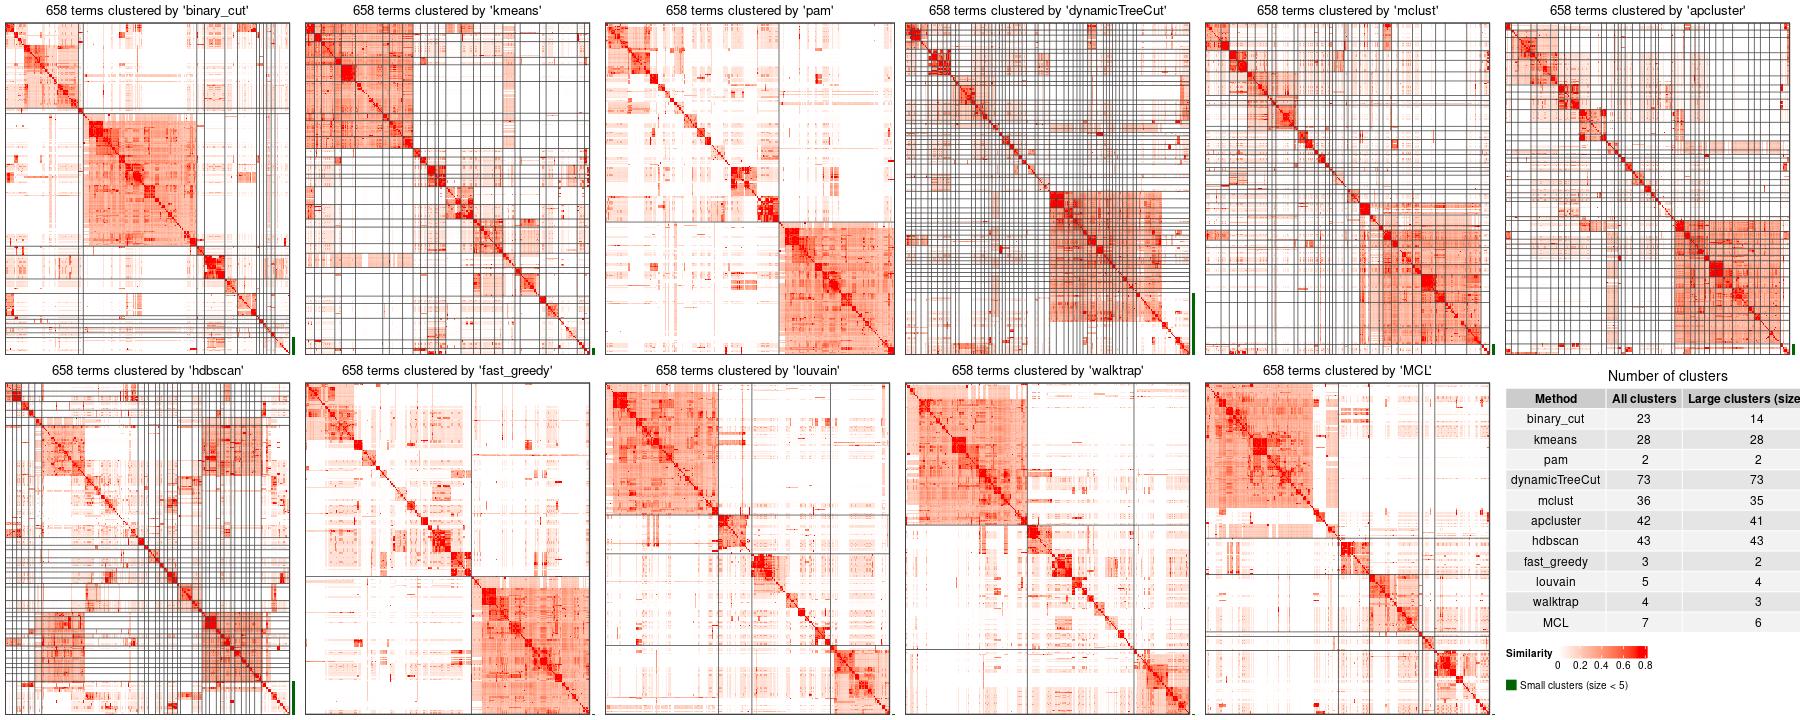 658 terms clustered by 'binary_cut'
658 terms clustered by 'kmeans'
658 terms clustered by 'pam'
658 terms clustered by 'dynamicTreeCut'
658 terms clustered by 'mclust'
658 terms clustered by 'apcluster'
658 terms clustered by 'hdbscan'
658 terms clustered by 'fast_greedy'
658 terms clustered by 'louvain'
658 terms clustered by 'walktrap'
658 terms clustered by 'MCL'
Number of clusters
Method All clusters Large clusters (size
binary_cut 23 14
kmeans 28 28
pam 2 2
dynamicTreeCut 73 73
mclust 36 35
apcluster 42 41
hdbscan 43 43
fast_greedy 3 2
louvain 5 4
walktrap 4 3
MCL 7 6
Similarity
0 0.2 0.4 0.6 0.8
Small clusters (size < 5)